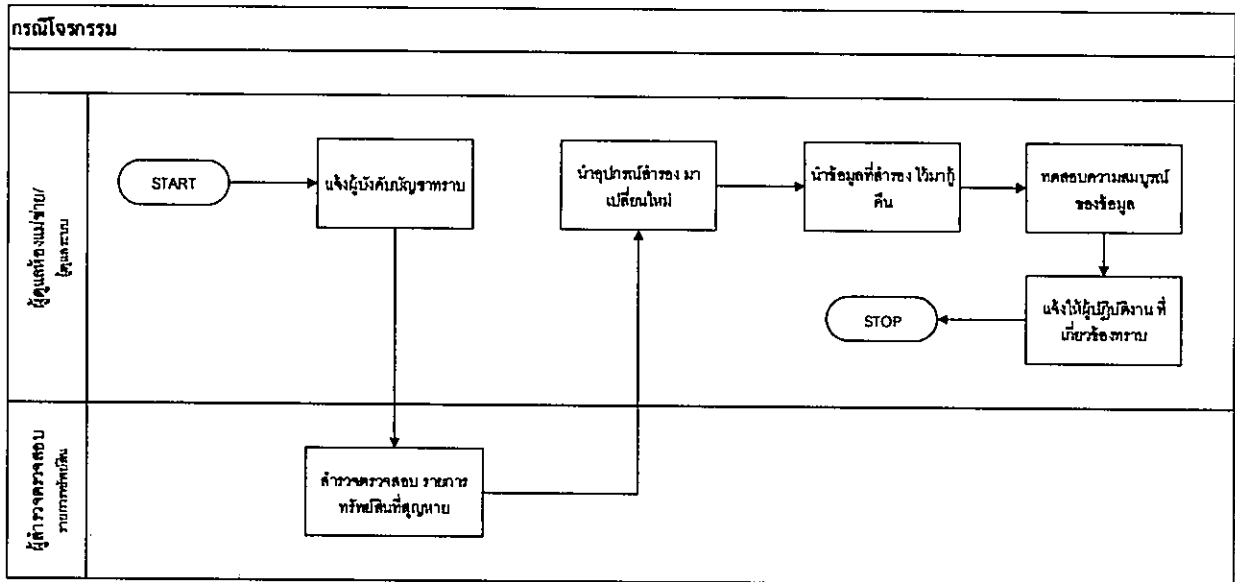 กรณีโจรกรรม
ผู้ดูแลห้องแม่ข่าย/
ผู้ดูแลระบบ
START
แจ้งผู้บังคับบัญชาทราบ
นำอุปกรณ์สำรอง มา
เปลี่ยนใหม่
นำข้อมูลที่สำรอง ไว้มากู้
คืน
ทดสอบความสมบูรณ์
ของข้อมูล
STOP
แจ้งให้ผู้ปฏิบัติงาน ที่
เกี่ยวข้องทราบ
ผู้สำรวจตรวจสอบ
รายการทรัพย์สิน
สำรวจตรวจสอบ รายการ
ทรัพย์สินที่สูญหาย